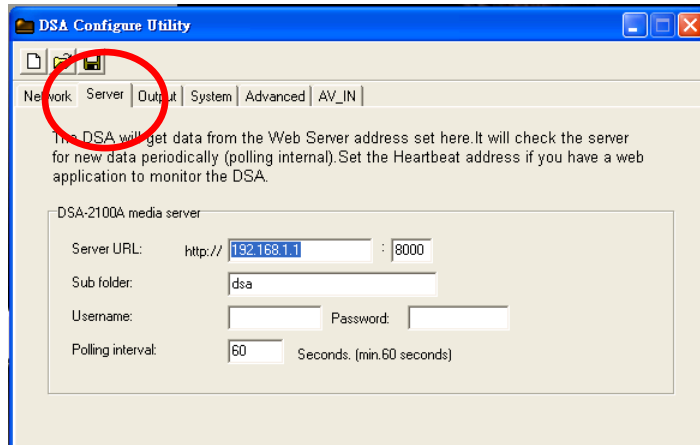 DSA Configure Utility
Network Server Output System Advanced AV_IN
The DSA will get data from the Web Server address set here.It will check the server
for new data periodically (polling internal).Set the Heartbeat address if you have a web
application to monitor the DSA.
DSA-2100A media server
Server URL: http:// 192.168.1.1 : 8000
Sub folder: dsa
Username: Password:
Polling interval: 60 Seconds. (min.60 seconds)